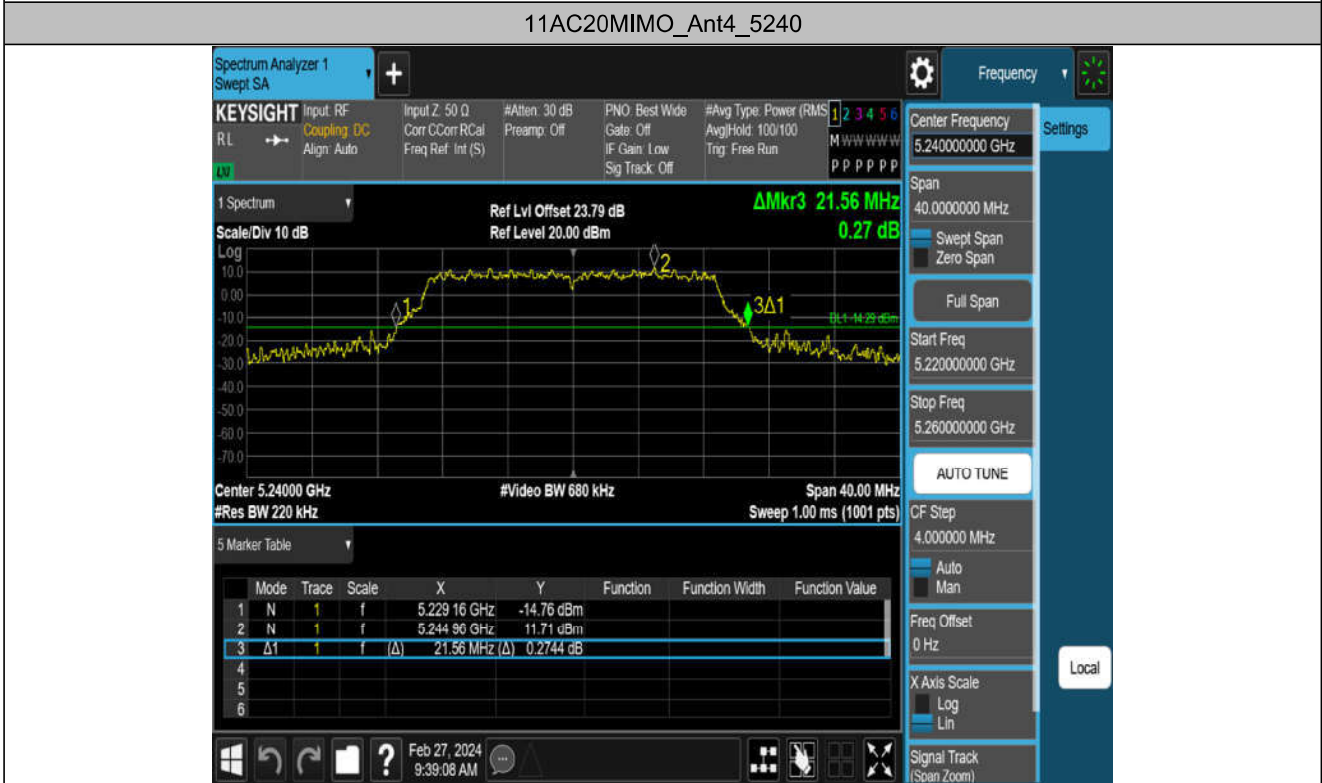 11AC20MIMO_Ant4_5240
Spectrum Analyzer 1
Swept SA
Frequency
KEYSIGHT
RL
LXI
Input: RF
Coupling: DC
Align: Auto
Input Z: 50 Ω
Corr CCorr RCal
Freq Ref: Int (S)
#Atten: 30 dB
Preamp: Off
PNO: Best Wide
Gate: Off
IF Gain: Low
Sig Track: Off
#Avg Type: Power (RMS
Avg|Hold: 100/100
Trig: Free Run
1 2 3 4 5 6
M W W W W W
P P P P P P
1 Spectrum
Scale/Div 10 dB
Ref Lvl Offset 23.79 dB
Ref Level 20.00 dBm
ΔMkr3 21.56 MHz
0.27 dB
Log
10.0
0.00
-10.0
-20.0
-30.0
-40.0
-50.0
-60.0
-70.0
1
2
3Δ1
DL1 -14.29 dBm
Center 5.24000 GHz
#Video BW 680 kHz
Span 40.00 MHz
#Res BW 220 kHz
Sweep 1.00 ms (1001 pts)
5 Marker Table
Mode Trace Scale X Y Function Function Width Function Value
1 N 1 f 5.229 16 GHz -14.76 dBm
2 N 1 f 5.244 96 GHz 11.71 dBm
3 Δ1 1 f (Δ) 21.56 MHz (Δ) 0.2744 dB
4
5
6
Feb 27, 2024
9:39:08 AM
Center Frequency
5.240000000 GHz
Settings
Span
40.0000000 MHz
Swept Span
Zero Span
Full Span
Start Freq
5.220000000 GHz
Stop Freq
5.260000000 GHz
AUTO TUNE
CF Step
4.000000 MHz
Auto
Man
Freq Offset
0 Hz
X Axis Scale
Log
Lin
Local
Signal Track
(Span Zoom)